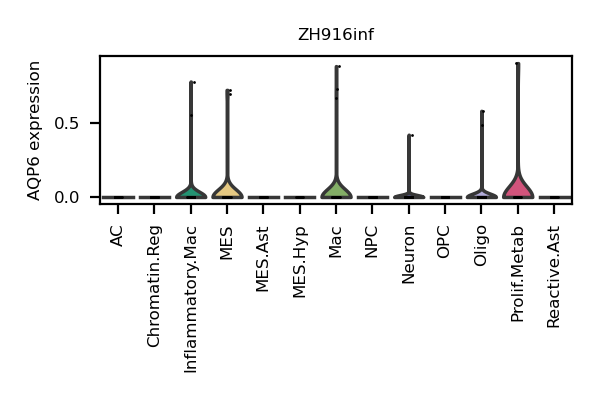 ZH916inf
AQP6 expression
0.5
0.0
AC
Chromatin.Reg
Inflammatory.Mac
MES
MES.Ast
MES.Hyp
Mac
NPC
Neuron
OPC
Oligo
Prolif.Metab
Reactive.Ast